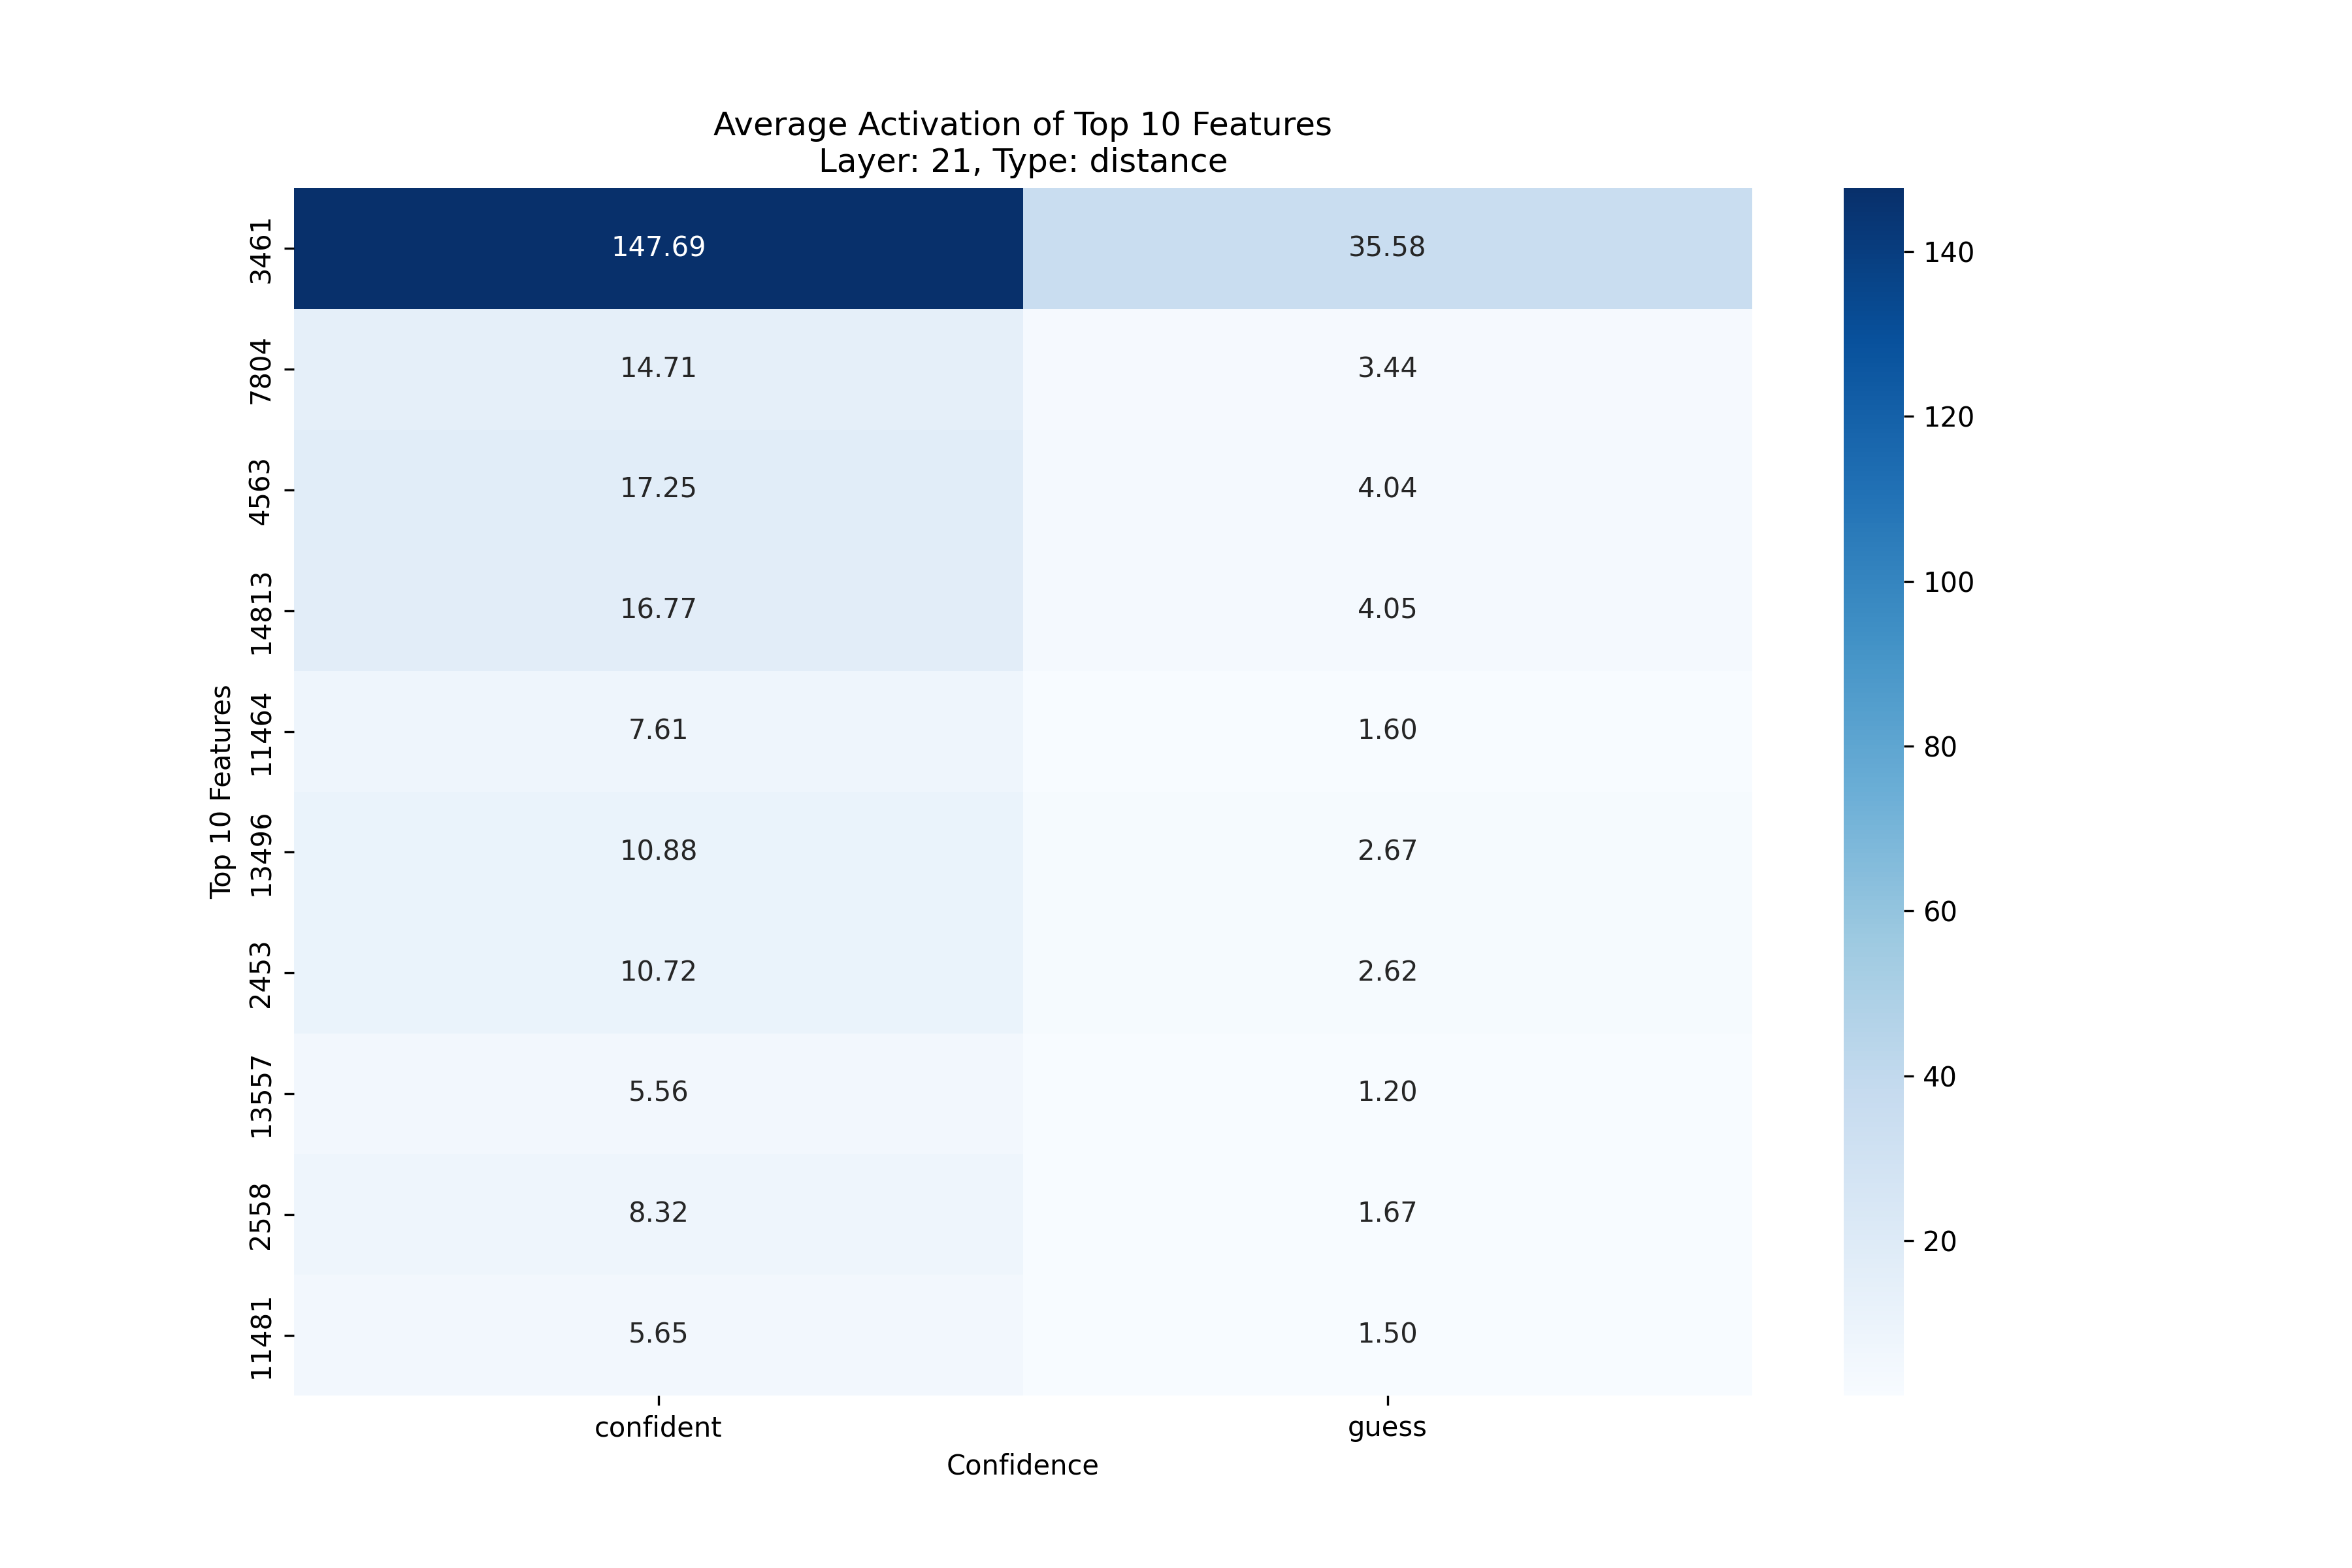 Average Activation of Top 10 Features
Layer: 21, Type: distance
Top 10 Features
3461 147.69 35.58
7804 14.71 3.44
4563 17.25 4.04
14813 16.77 4.05
11464 7.61 1.60
13496 10.88 2.67
2453 10.72 2.62
13557 5.56 1.20
2558 8.32 1.67
11481 5.65 1.50
confident guess
Confidence
140
120
100
80
60
40
20